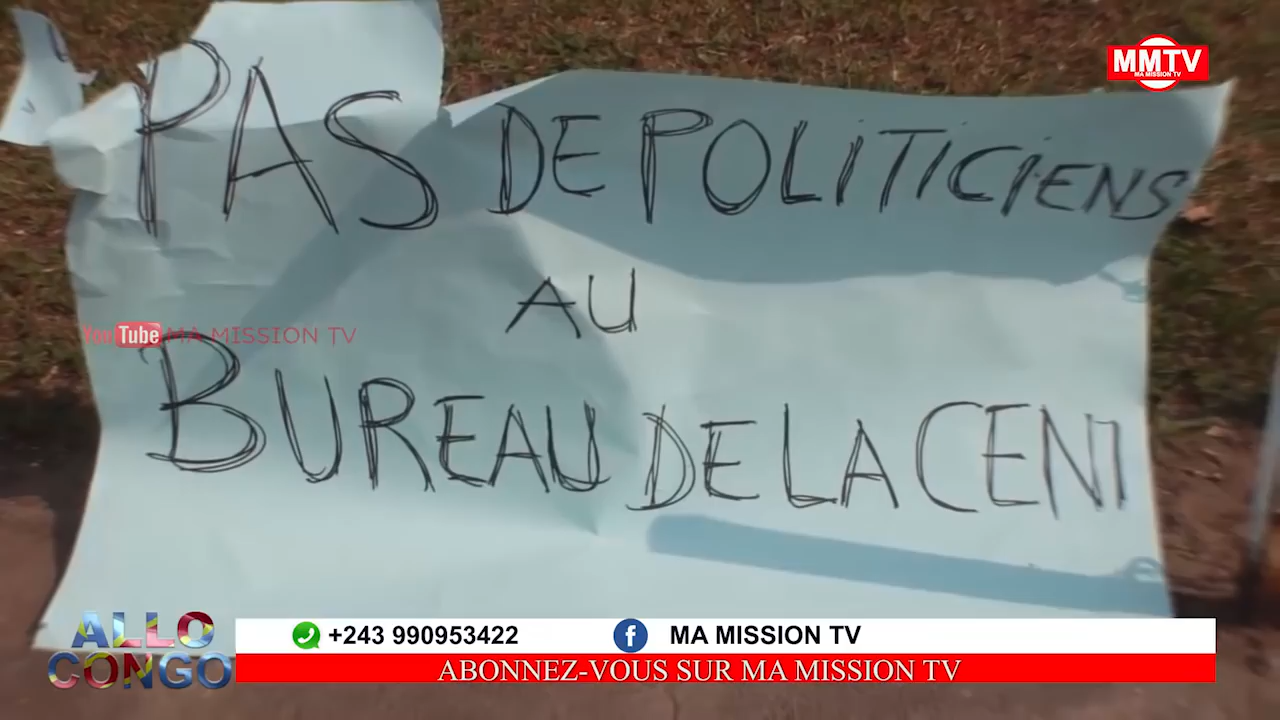 MMTV
MA MISSION TV
PAS DE POLITICIENS
AU
YouTube MA MISSION TV
BUREAU DE LA CENI
ALLO
CONGO
+243 990953422
MA MISSION TV
ABONNEZ-VOUS SUR MA MISSION TV